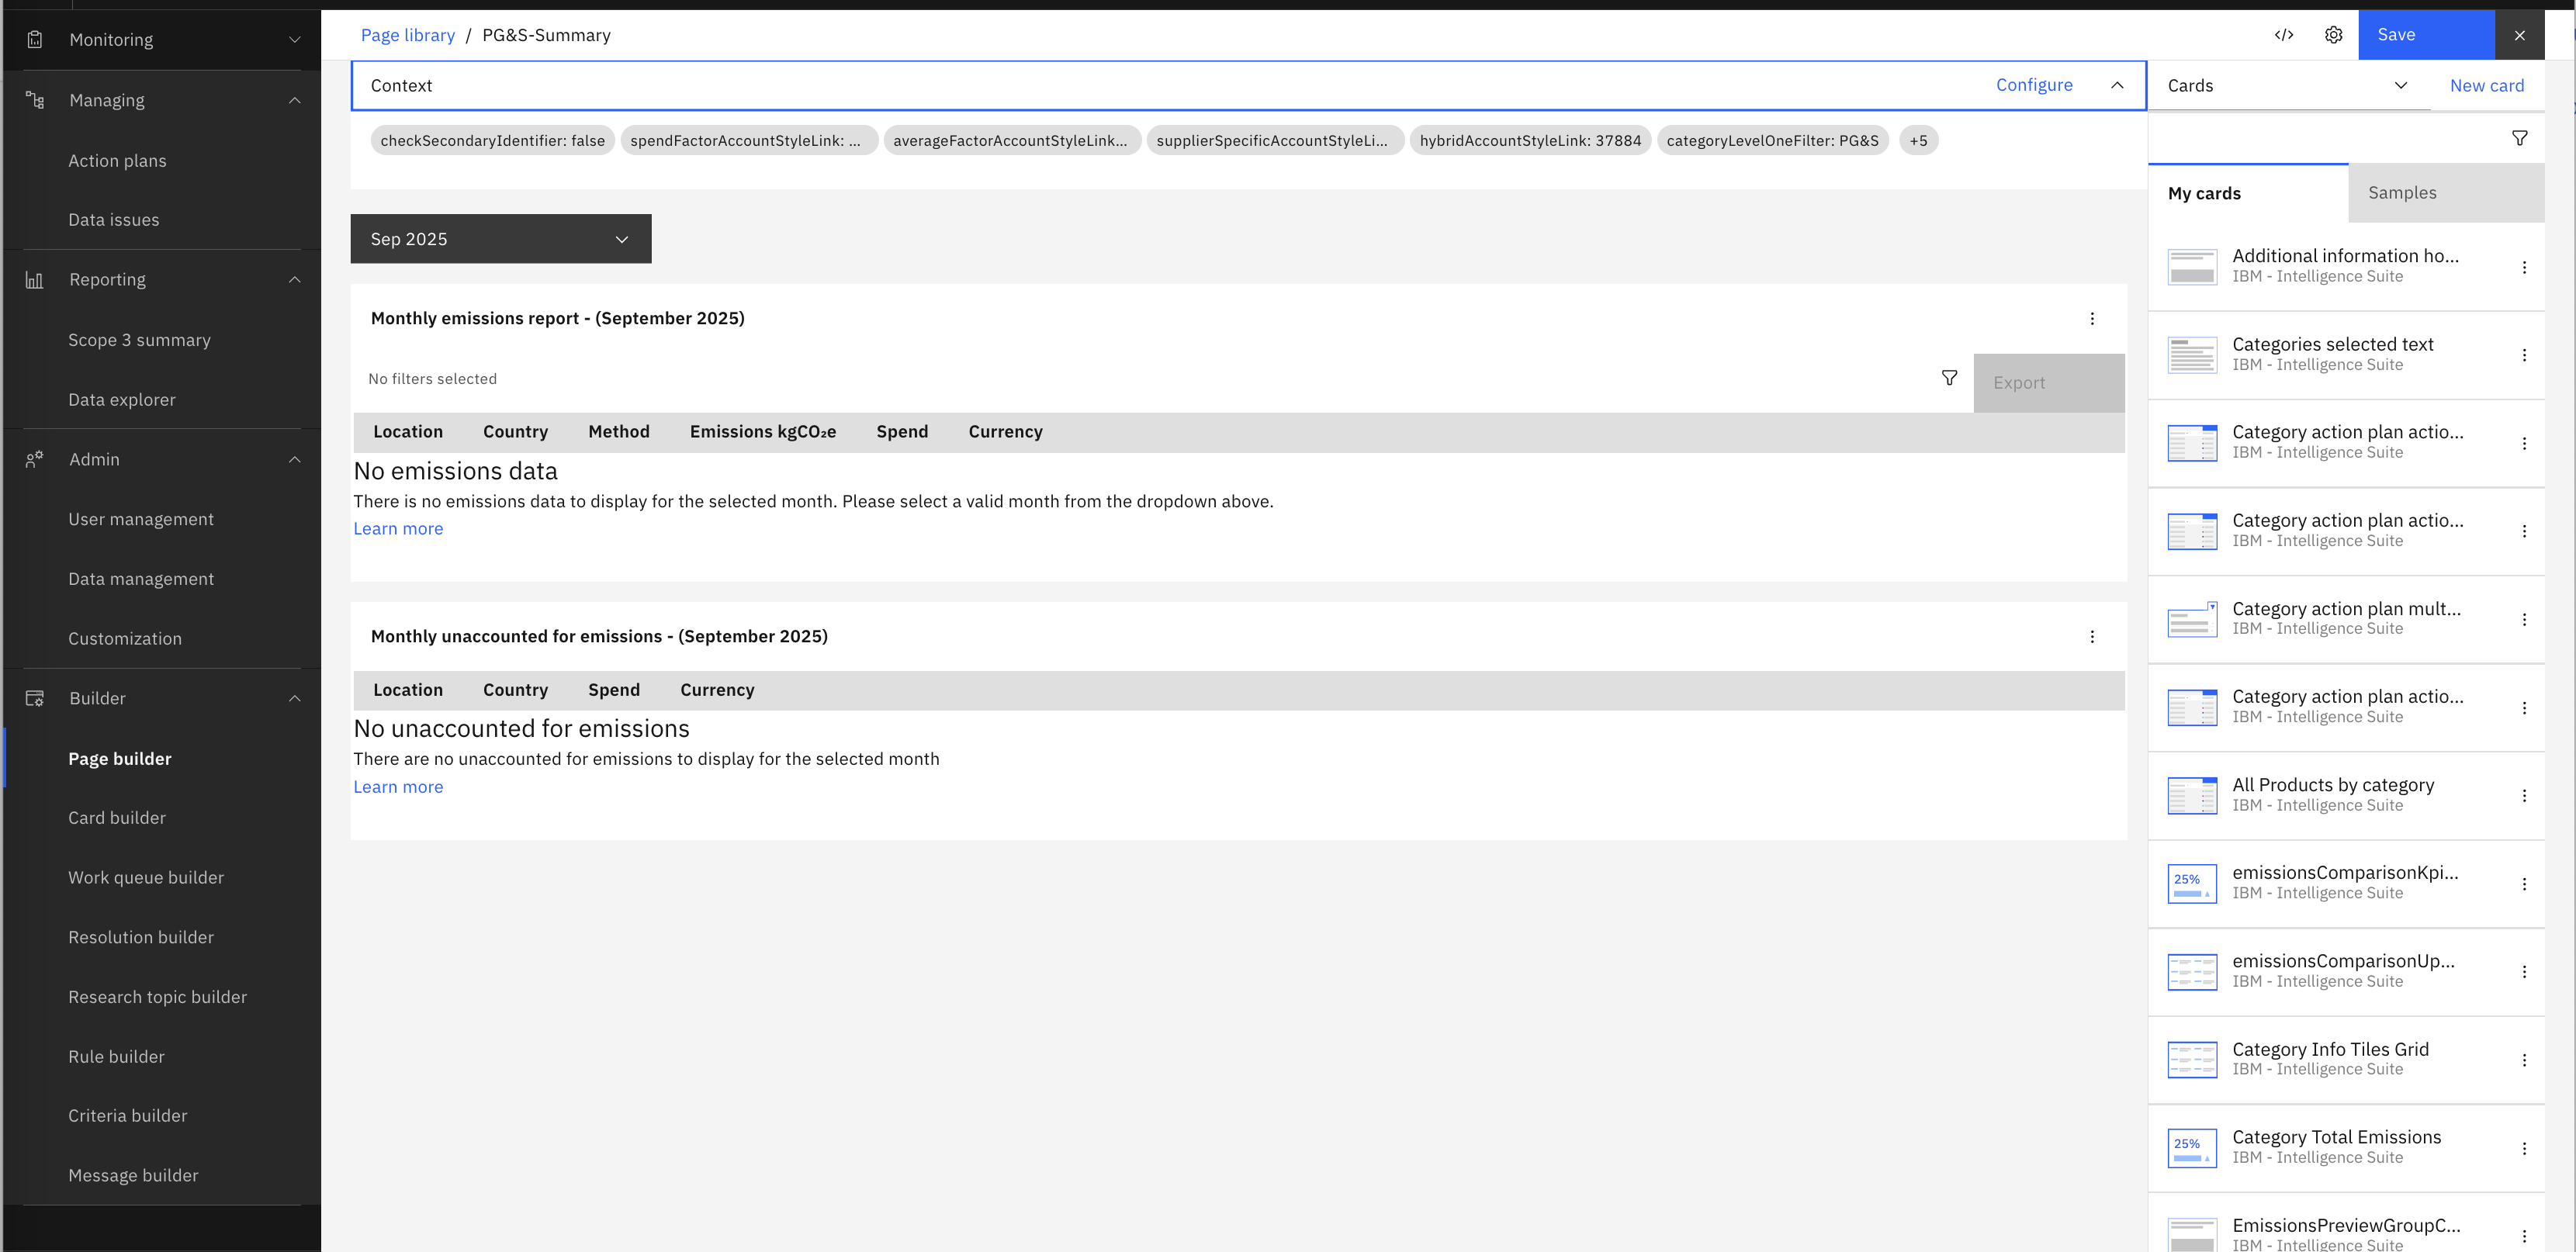 Monitoring
Managing
Action plans
Data issues
Reporting
Scope 3 summary
Data explorer
Admin
User management
Data management
Customization
Builder
Page builder
Card builder
Work queue builder
Resolution builder
Research topic builder
Rule builder
Criteria builder
Message builder
Page library / PG&S-Summary
</> Save
Context Configure
checkSecondaryIdentifier: false spendFactorAccountStyleLink: ... averageFactorAccountStyleLink... supplierSpecificAccountStyleLi... hybridAccountStyleLink: 37884 categoryLevelOneFilter: PG&S +5
Sep 2025
Monthly emissions report - (September 2025)
No filters selected Export
Location Country Method Emissions kgCO₂e Spend Currency
No emissions data
There is no emissions data to display for the selected month. Please select a valid month from the dropdown above.
Learn more
Monthly unaccounted for emissions - (September 2025)
Location Country Spend Currency
No unaccounted for emissions
There are no unaccounted for emissions to display for the selected month
Learn more
Cards New card
My cards Samples
Additional information ho...
IBM - Intelligence Suite
Categories selected text
IBM - Intelligence Suite
Category action plan actio...
IBM - Intelligence Suite
Category action plan actio...
IBM - Intelligence Suite
Category action plan mult...
IBM - Intelligence Suite
Category action plan actio...
IBM - Intelligence Suite
All Products by category
IBM - Intelligence Suite
25%
emissionsComparisonKpi...
IBM - Intelligence Suite
emissionsComparisonUp...
IBM - Intelligence Suite
Category Info Tiles Grid
IBM - Intelligence Suite
25%
Category Total Emissions
IBM - Intelligence Suite
EmissionsPreviewGroupC...
IBM - Intelligence Suite